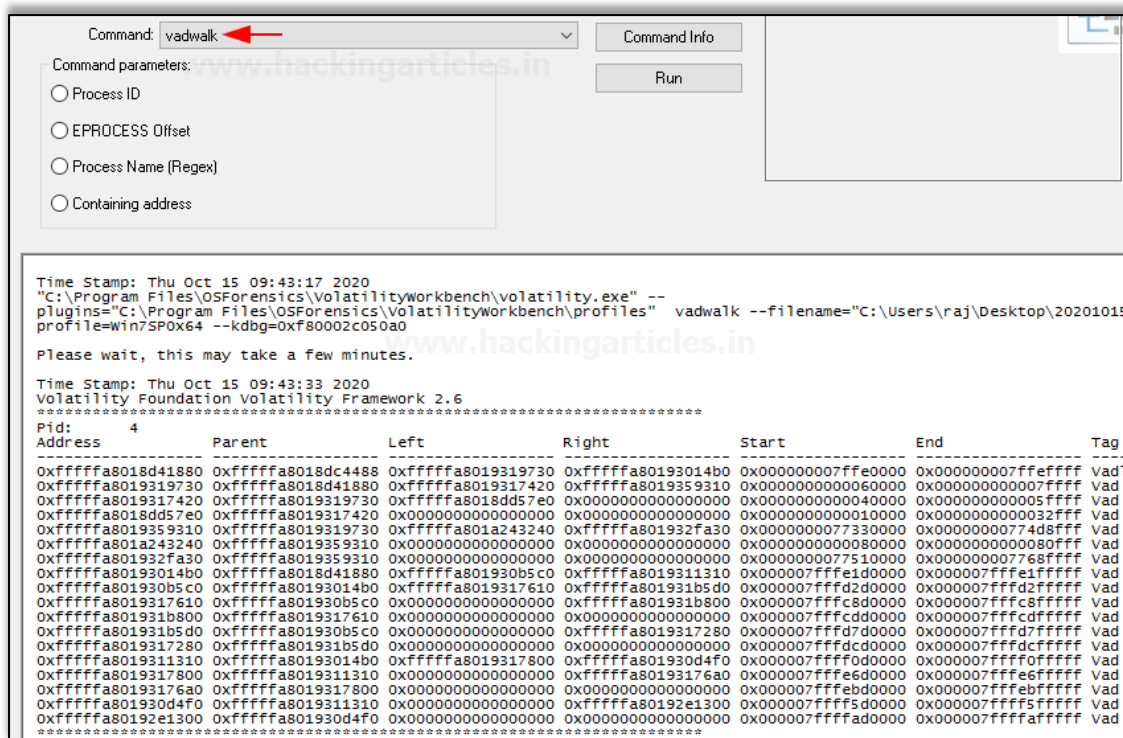 Command: vadwalk
Command Info
www.hackingarticles.in
Command parameters:
Run
Process ID
EPROCESS Offset
Process Name (Regex)
Containing address
Time Stamp: Thu Oct 15 09:43:17 2020
"C:\Program Files\OSForensics\VolatilityWorkbench\volatility.exe" --
plugins="C:\Program Files\OSForensics\VolatilityWorkbench\profiles" vadwalk --filename="C:\Users\raj\Desktop\20201015
profile=Win7SP0x64 --kdbg=0xf80002c050a0
www.hackingarticles.in
Please wait, this may take a few minutes.
Time Stamp: Thu Oct 15 09:43:33 2020
Volatility Foundation Volatility Framework 2.6
************************************************************************
Pid: 4
Address Parent Left Right Start End Tag
------------------ ------------------ ------------------ ------------------ ------------------ ------------------ ---
0xfffffa8018d41880 0xfffffa8018dc4488 0xfffffa8019319730 0xfffffa80193014b0 0x000000007ffe0000 0x000000007ffeffff Vadl
0xfffffa8019319730 0xfffffa8018d41880 0xfffffa8019317420 0xfffffa8019359310 0x0000000000060000 0x000000000007ffff Vad
0xfffffa8019317420 0xfffffa8019319730 0xfffffa8018dd57e0 0x0000000000000000 0x0000000000040000 0x000000000005ffff Vad
0xfffffa8018dd57e0 0xfffffa8019317420 0x0000000000000000 0x0000000000000000 0x0000000000010000 0x0000000000032fff Vad
0xfffffa8019359310 0xfffffa8019319730 0xfffffa801a243240 0xfffffa801932fa30 0x0000000077330000 0x00000000774d8fff Vad
0xfffffa801a243240 0xfffffa8019359310 0x0000000000000000 0x0000000000000000 0x0000000000080000 0x0000000000080fff Vad
0xfffffa801932fa30 0xfffffa8019359310 0x0000000000000000 0x0000000000000000 0x0000000077510000 0x000000007768ffff Vad
0xfffffa80193014b0 0xfffffa8018d41880 0xfffffa801930b5c0 0xfffffa8019311310 0x000007fffe1d0000 0x000007fffe1fffff Vad
0xfffffa801930b5c0 0xfffffa80193014b0 0xfffffa8019317610 0xfffffa801931b5d0 0x000007fffd2d0000 0x000007fffd2fffff Vad
0xfffffa8019317610 0xfffffa801930b5c0 0x0000000000000000 0xfffffa801931b800 0x000007fffc8d0000 0x000007fffc8fffff Vad
0xfffffa801931b800 0xfffffa8019317610 0x0000000000000000 0x0000000000000000 0x000007fffcdd0000 0x000007fffcdfffff Vad
0xfffffa801931b5d0 0xfffffa801930b5c0 0x0000000000000000 0xfffffa8019317280 0x000007fffd7d0000 0x000007fffd7fffff Vad
0xfffffa8019317280 0xfffffa801931b5d0 0x0000000000000000 0x0000000000000000 0x000007fffdcd0000 0x000007fffdcfffff Vad
0xfffffa8019311310 0xfffffa80193014b0 0xfffffa8019317800 0xfffffa801930d4f0 0x000007ffff0d0000 0x000007ffff0fffff Vad
0xfffffa8019317800 0xfffffa8019311310 0x0000000000000000 0xfffffa80193176a0 0x000007fffe6d0000 0x000007fffe6fffff Vad
0xfffffa80193176a0 0xfffffa8019317800 0x0000000000000000 0x0000000000000000 0x000007fffebd0000 0x000007fffebfffff Vad
0xfffffa801930d4f0 0xfffffa8019311310 0x0000000000000000 0xfffffa80192e1300 0x000007ffff5d0000 0x000007ffff5fffff Vad
0xfffffa80192e1300 0xfffffa801930d4f0 0x0000000000000000 0x0000000000000000 0x000007ffffad0000 0x000007ffffafffff Vad
************************************************************************